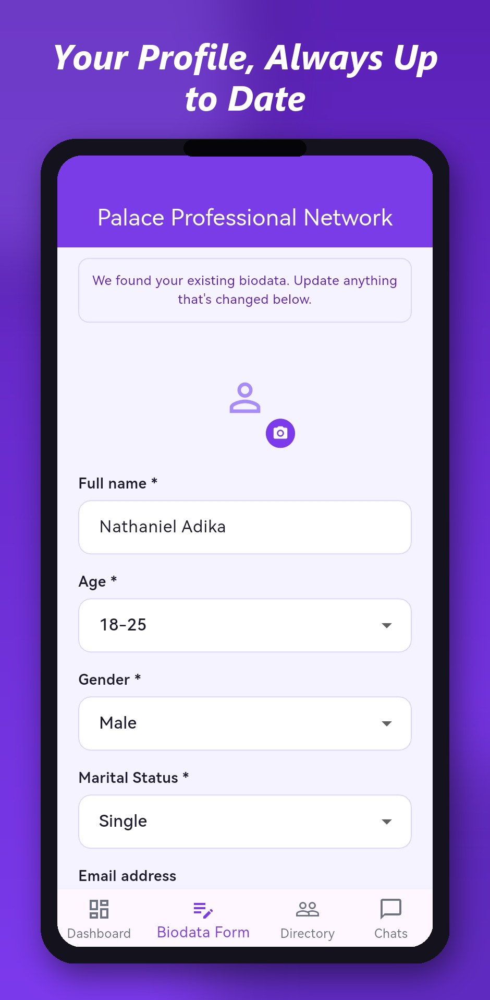 Your Profile, Always Up
to Date
Palace Professional Network
We found your existing biodata. Update anything
that's changed below.
Full name *
Nathaniel Adika
Age *
18-25
Gender *
Male
Marital Status *
Single
Email address
Dashboard
Biodata Form
Directory
Chats